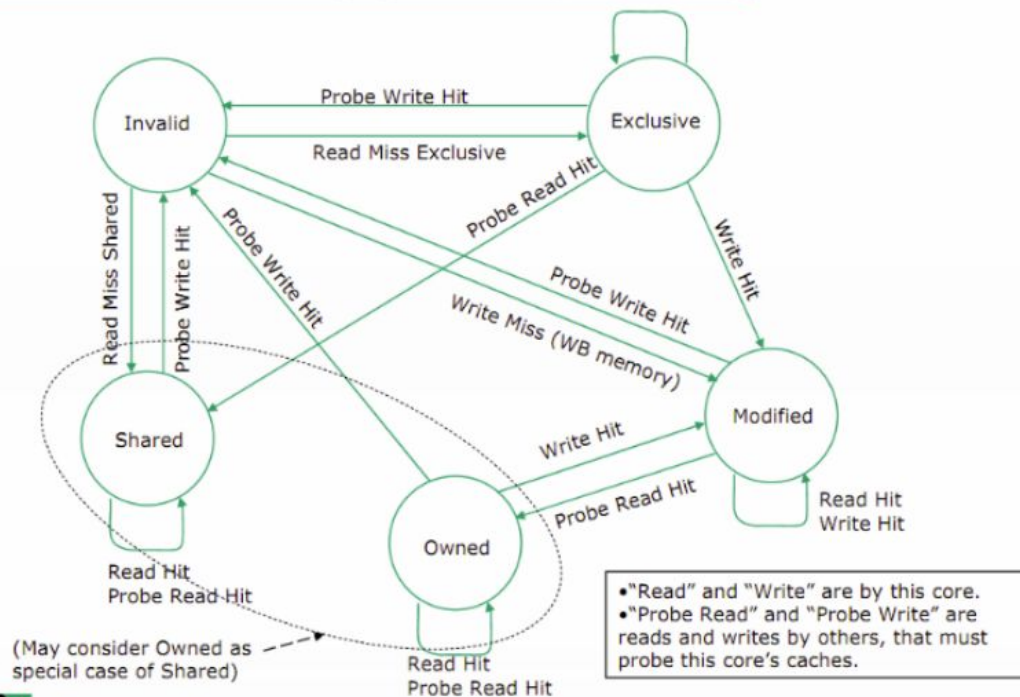 Invalid
Probe Write Hit
Exclusive
Read Miss Exclusive
Read Miss Shared
Probe Write Hit
Probe Write Hit
Probe Read Hit
Write Hit
Probe Write Hit
Write Miss (WB memory)
Shared
Modified
Write Hit
Probe Read Hit
Read Hit
Write Hit
Owned
Read Hit
Probe Read Hit
(May consider Owned as
special case of Shared)
Read Hit
Probe Read Hit
•"Read" and "Write" are by this core.
•"Probe Read" and "Probe Write" are
reads and writes by others, that must
probe this core's caches.